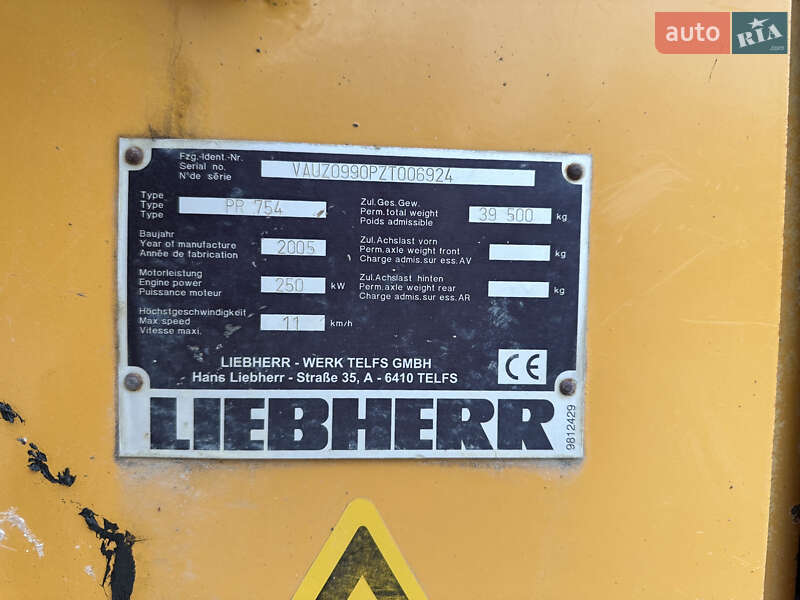 auto RIA
.com
Fzg.-Ident.-Nr.
Serial no.
N°de série
VAUZ0990PZT006924
Type
Type
Type
PR 754
Baujahr
Year of manufacture
Année de fabrication
2005
Motorleistung
Engine power
Puissance moteur
250 kW
Höchstgeschwindigkeit
Max speed
Vitesse maxi.
11 km/h
Zul.Ges.Gew.
Perm.total weight
Poids admissible
39 500 kg
Zul.Achslast vorn
Perm.axle weight front
Charge admis.sur ess.AV
kg
Zul.Achslast hinten
Perm.axle weight rear
Charge admis.sur ess.AR
kg
LIEBHERR - WERK TELFS GMBH
Hans Liebherr - Straße 35, A - 6410 TELFS
CE
LIEBHERR
9812429